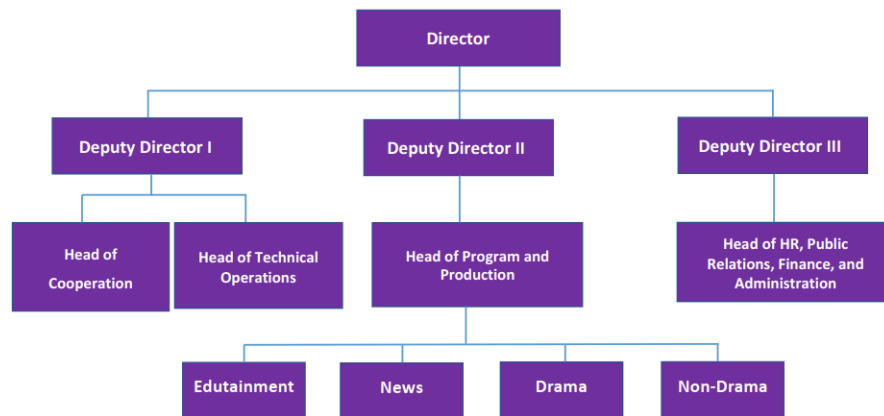 Director
Deputy Director I
Deputy Director II
Deputy Director III
Head of
Cooperation
Head of Technical
Operations
Head of Program and
Production
Head of HR, Public
Relations, Finance, and
Administration
Edutainment
News
Drama
Non-Drama